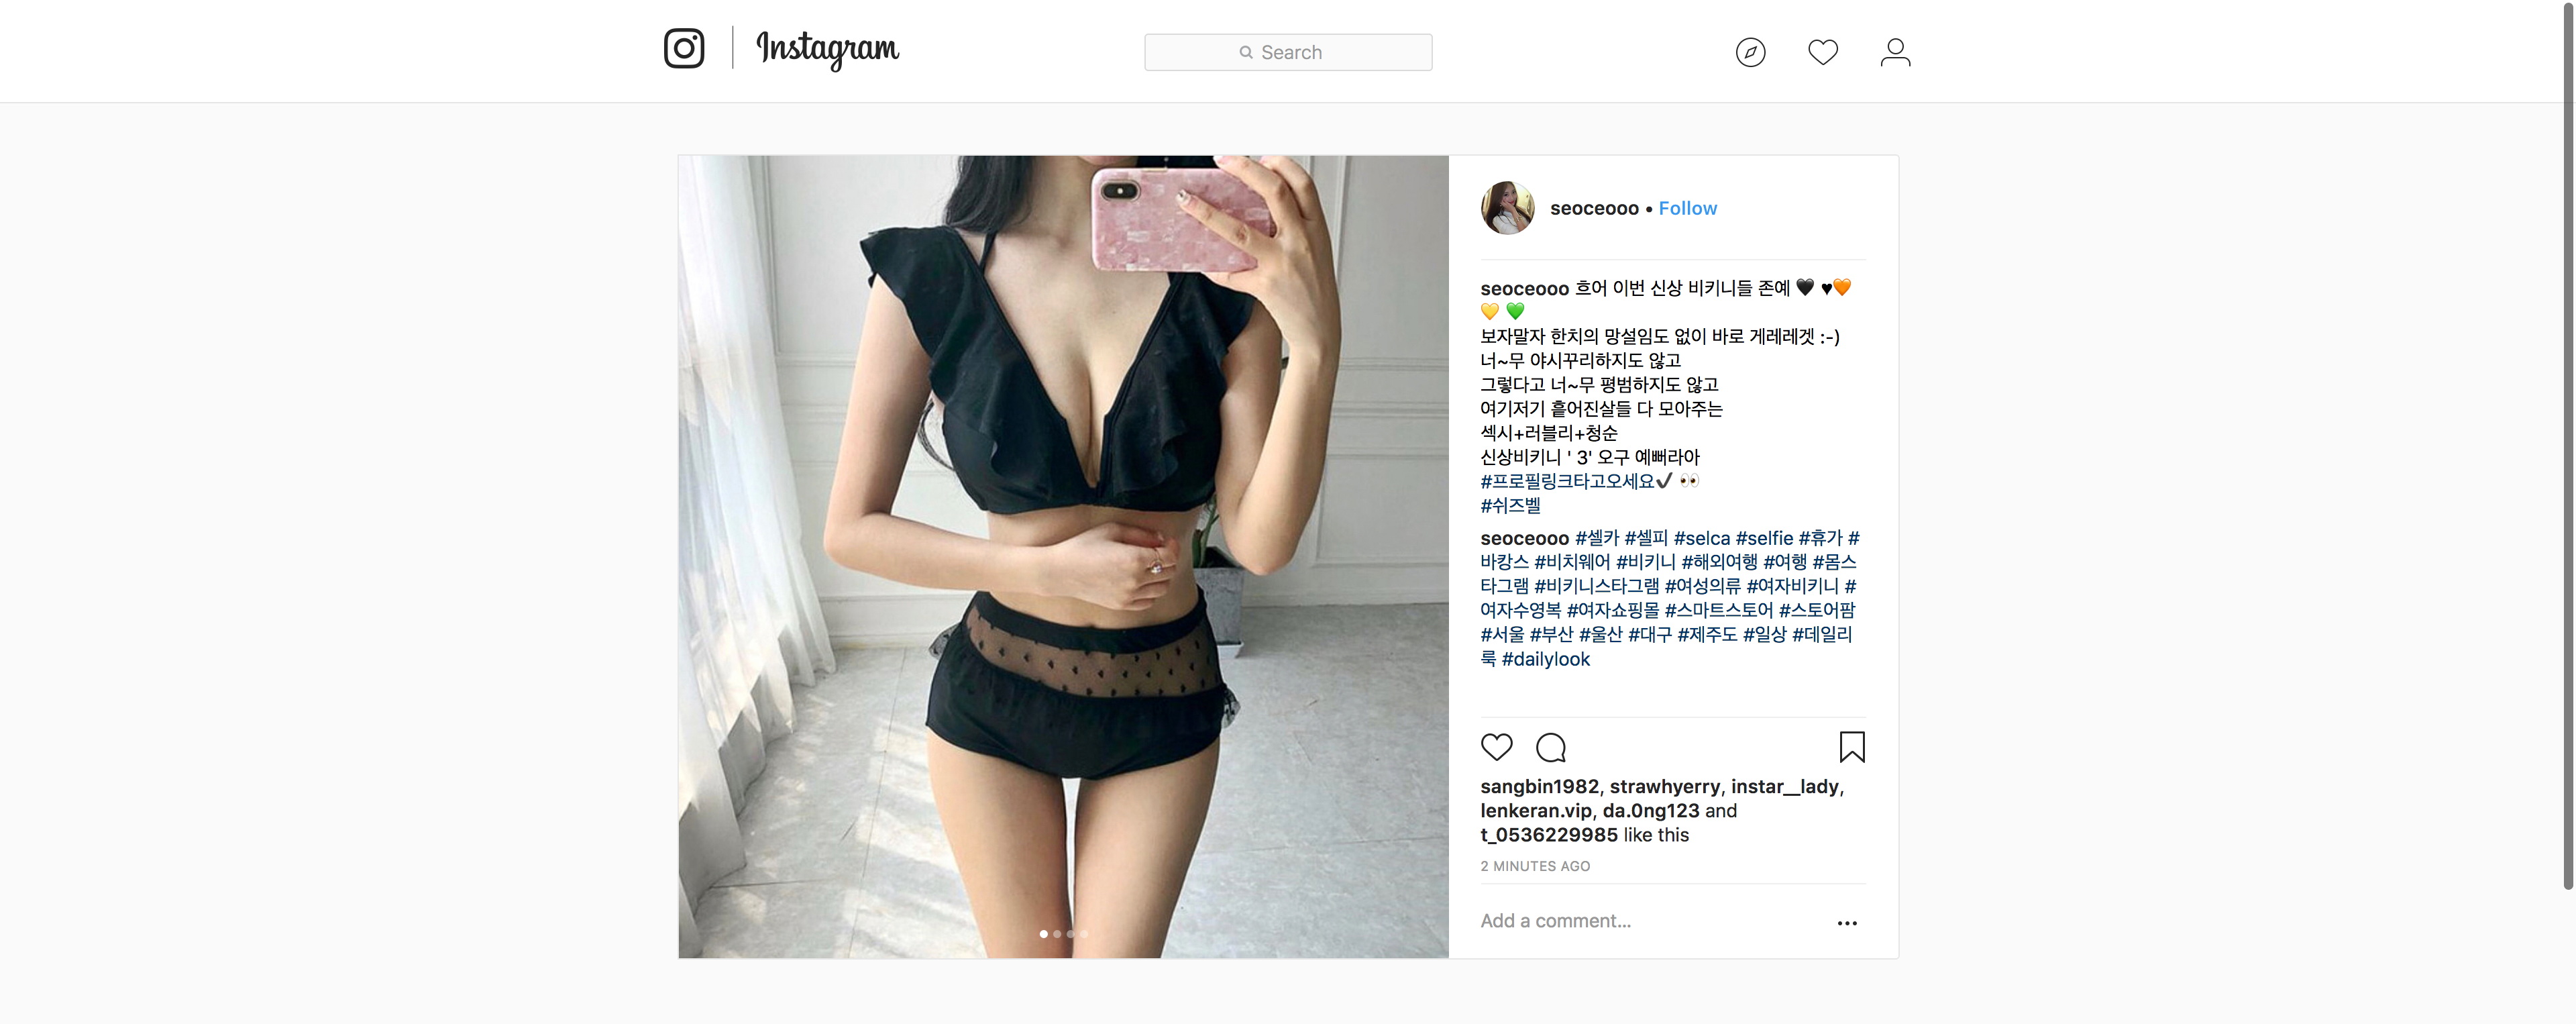 Instagram
Search
seoceooo • Follow
seoceooo 흐어 이번 신상 비키니들 존예 🖤 ♥🧡
💛 💚
보자말자 한치의 망설임도 없이 바로 게레레겟 :-)
너~무 야시꾸리하지도 않고
그렇다고 너~무 평범하지도 않고
여기저기 흩어진살들 다 모아주는
섹시+러블리+청순
신상비키니 ' 3' 오구 예뻐라아
#프로필링크타고오세요✔ 👀
#쉬즈벨
seoceooo #셀카 #셀피 #selca #selfie #휴가 #
바캉스 #비치웨어 #비키니 #해외여행 #여행 #몸스
타그램 #비키니스타그램 #여성의류 #여자비키니 #
여자수영복 #여자쇼핑몰 #스마트스토어 #스토어팜
#서울 #부산 #울산 #대구 #제주도 #일상 #데일리
룩 #dailylook
sangbin1982, strawhyerry, instar__lady,
lenkeran.vip, da.0ng123 and
t_0536229985 like this
2 MINUTES AGO
Add a comment...